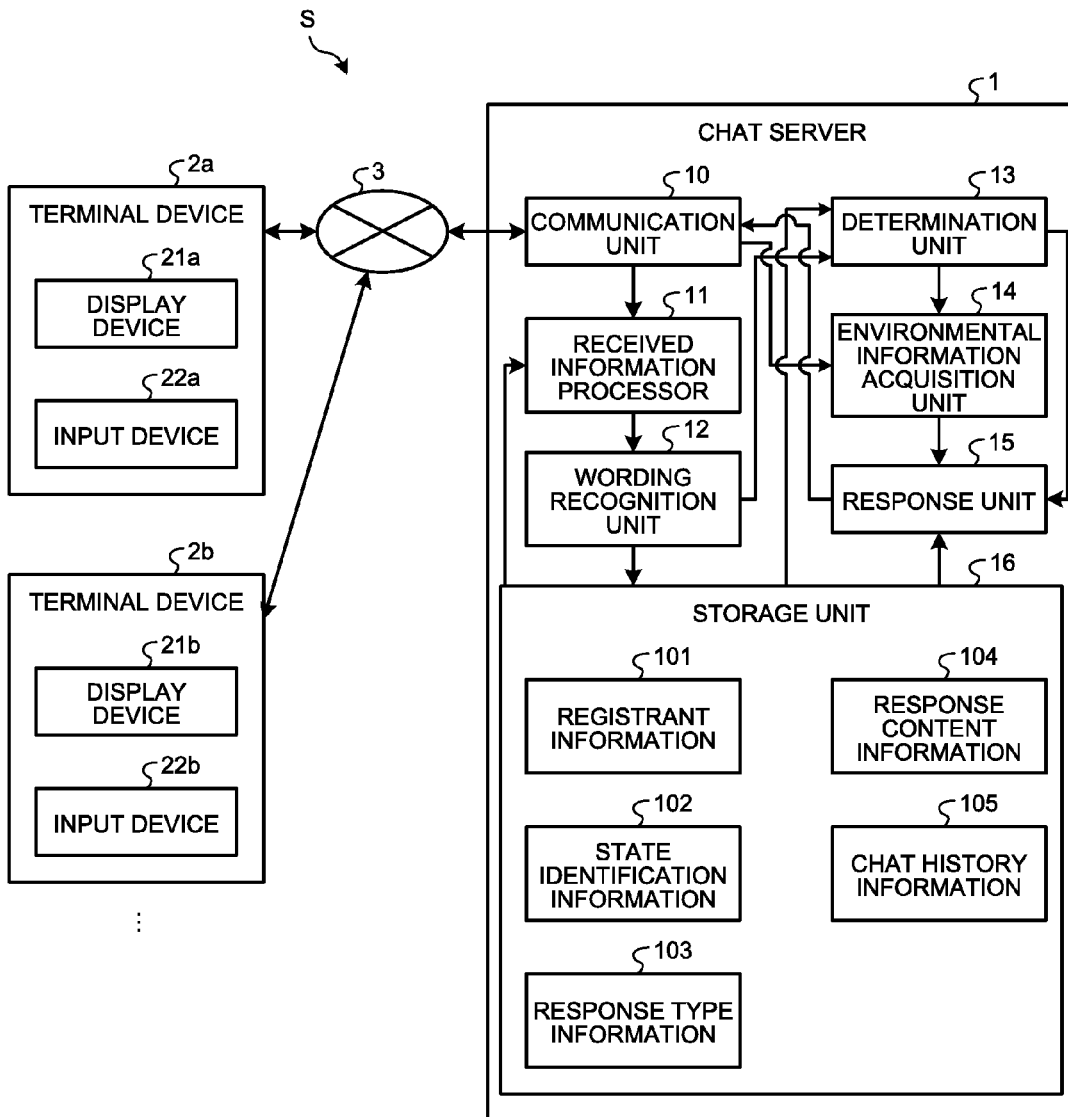 S
1
CHAT SERVER
2a
TERMINAL DEVICE
21a
DISPLAY
DEVICE
22a
INPUT DEVICE
3
10
COMMUNICATION
UNIT
13
DETERMINATION
UNIT
11
RECEIVED
INFORMATION
PROCESSOR
14
ENVIRONMENTAL
INFORMATION
ACQUISITION
UNIT
12
WORDING
RECOGNITION
UNIT
15
RESPONSE UNIT
2b
TERMINAL DEVICE
21b
DISPLAY
DEVICE
22b
INPUT DEVICE
⋮
16
STORAGE UNIT
101
REGISTRANT
INFORMATION
104
RESPONSE
CONTENT
INFORMATION
102
STATE
IDENTIFICATION
INFORMATION
105
CHAT HISTORY
INFORMATION
103
RESPONSE TYPE
INFORMATION